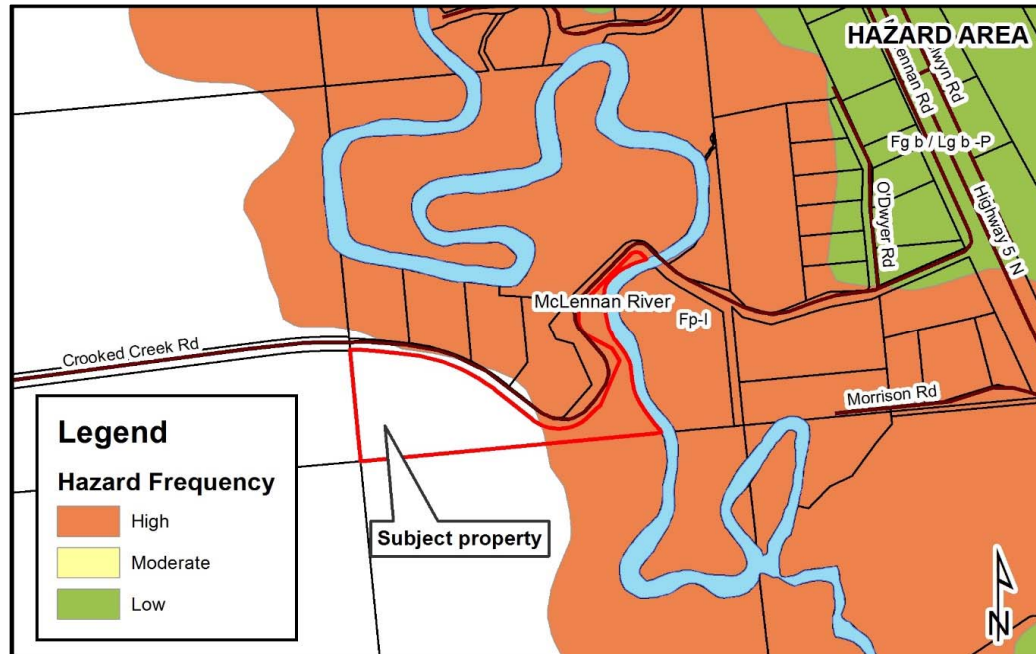 HAZARD AREA
Fg b / Lg b -P
O'Dwyer Rd
Highway 5 N
McLennan River
Fp-I
Crooked Creek Rd
Morrison Rd
Legend
Hazard Frequency
High
Moderate
Low
Subject property
N